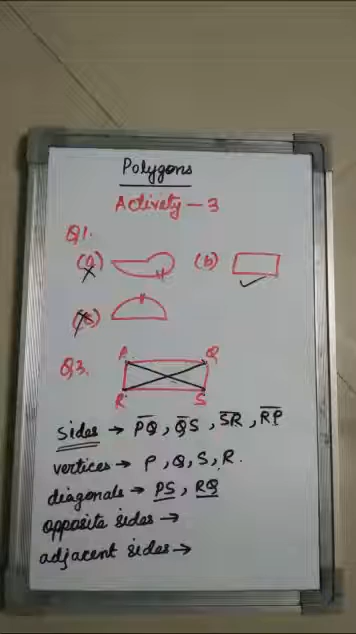 Polygons
Activity - 3
Q1.
(a) (b)
(c)
Q3. P Q
R S
sides → PQ, QS, SR, RP
vertices → P, Q, S, R.
diagonals → PS, RQ
opposite sides →
adjacent sides →